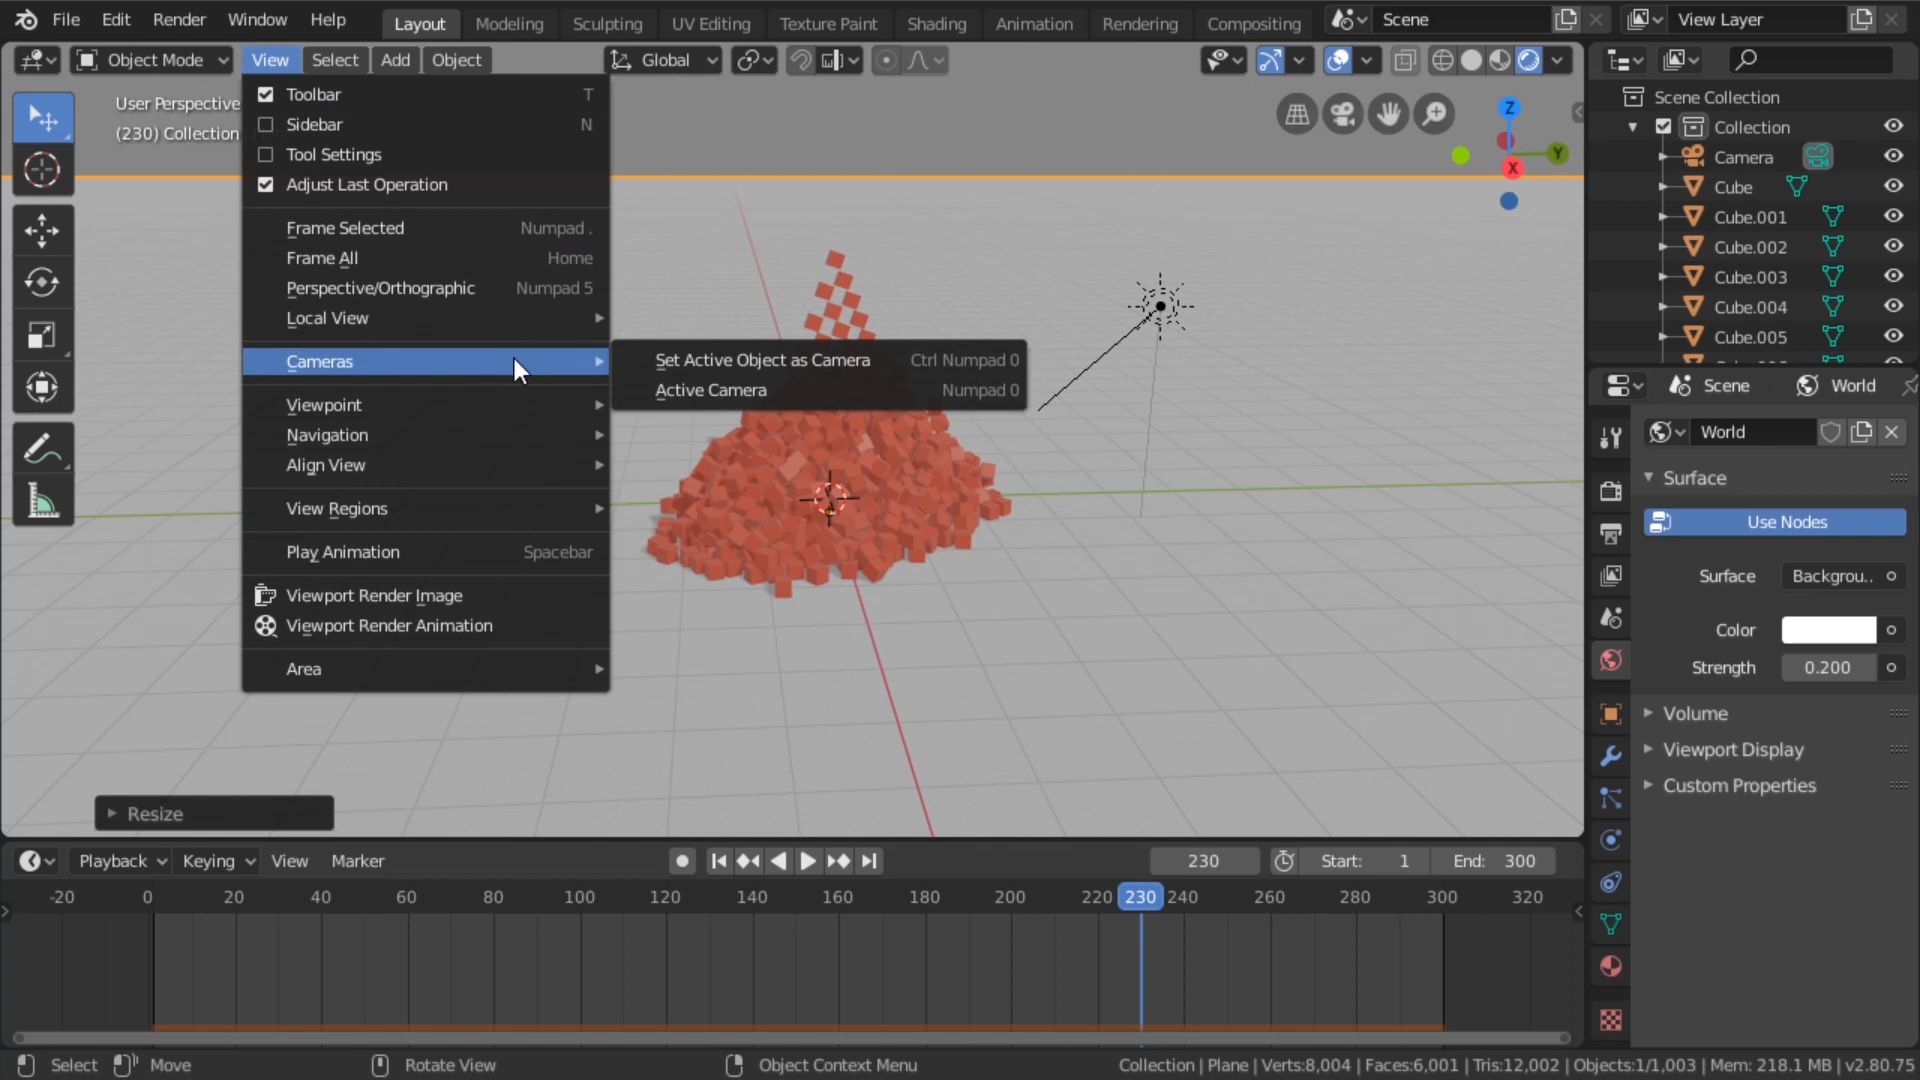 File Edit Render Window Help Layout Modeling Sculpting UV Editing Texture Paint Shading Animation Rendering Compositing Scene View Layer
Object Mode View Select Add Object Global
User Perspective
(230) Collection
Toolbar T
Sidebar N
Tool Settings
Adjust Last Operation
Frame Selected Numpad .
Frame All Home
Perspective/Orthographic Numpad 5
Local View
Cameras
Set Active Object as Camera Ctrl Numpad 0
Active Camera Numpad 0
Viewpoint
Navigation
Align View
View Regions
Play Animation Spacebar
Viewport Render Image
Viewport Render Animation
Area
Z
Y
X
Resize
Scene Collection
Collection
Camera
Cube
Cube.001
Cube.002
Cube.003
Cube.004
Cube.005
Scene World
World
Surface
Use Nodes
Surface Backgrou..
Color
Strength 0.200
Volume
Viewport Display
Custom Properties
Playback Keying View Marker 230 Start: 1 End: 300
-20 0 20 40 60 80 100 120 140 160 180 200 220 230 240 260 280 300 320
Select Move Rotate View Object Context Menu Collection | Plane | Verts:8,004 | Faces:6,001 | Tris:12,002 | Objects:1/1,003 | Mem: 218.1 MB | v2.80.75